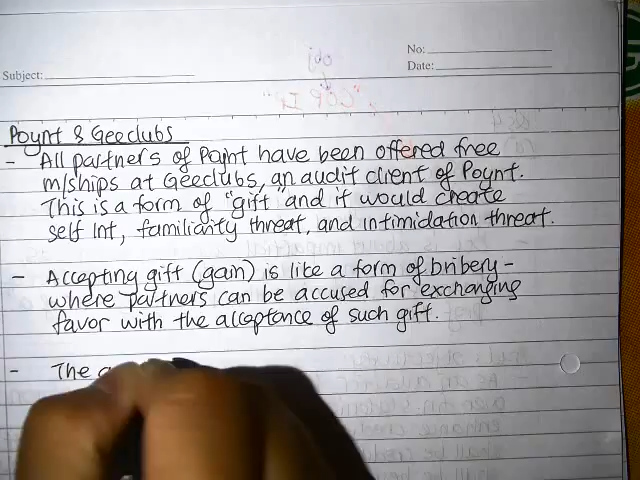 No:
Subject:
Date:
Poynt & Geeclubs
- All partners of Poynt have been offered free
m/ships at Geeclubs, an audit client of Poynt.
This is a form of "gift" and it would create
self Int, familianity threat, and intimidation threat.
- Accepting gift (gain) is like a form of bribery -
where partners can be accused for exchanging
favor with the acceptance of such gift.
- The